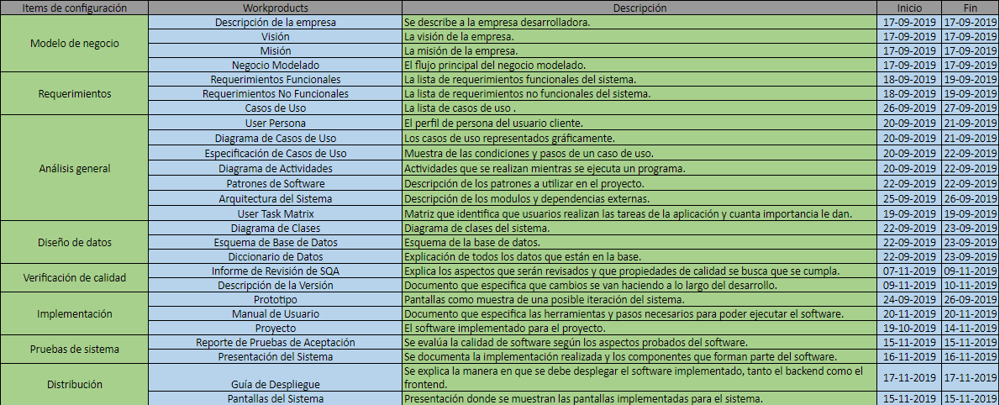 Items de configuración Workproducts Descripción Inicio Fin
Modelo de negocio
Descripción de la empresa Se describe a la empresa desarrolladora. 17-09-2019 17-09-2019
Visión La visión de la empresa. 17-09-2019 17-09-2019
Misión La misión de la empresa. 17-09-2019 17-09-2019
Negocio Modelado El flujo principal del negocio modelado. 17-09-2019 17-09-2019
Requerimientos
Requerimientos Funcionales La lista de requerimientos funcionales del sistema. 18-09-2019 19-09-2019
Requerimientos No Funcionales La lista de requerimientos no funcionales del sistema. 18-09-2019 19-09-2019
Casos de Uso La lista de casos de uso . 26-09-2019 27-09-2019
Análisis general
User Persona El perfil de persona del usuario cliente. 20-09-2019 21-09-2019
Diagrama de Casos de Uso Los casos de uso representados gráficamente. 20-09-2019 21-09-2019
Especificación de Casos de Uso Muestra de las condiciones y pasos de un caso de uso. 20-09-2019 22-09-2019
Diagrama de Actividades Actividades que se realizan mientras se ejecuta un programa. 20-09-2019 22-09-2019
Patrones de Software Descripción de los patrones a utilizar en el proyecto. 22-09-2019 22-09-2019
Arquitectura del Sistema Descripción de los modulos y dependencias externas. 25-09-2019 26-09-2019
User Task Matrix Matriz que identifica que usuarios realizan las tareas de la aplicación y cuanta importancia le dan. 19-09-2019 19-09-2019
Diseño de datos
Diagrama de Clases Diagrama de clases del sistema. 22-09-2019 23-09-2019
Esquema de Base de Datos Esquema de la base de datos. 22-09-2019 23-09-2019
Diccionario de Datos Explicación de todos los datos que están en la base. 22-09-2019 23-09-2019
Verificación de calidad
Informe de Revisión de SQA Explica los aspectos que serán revisados y que propiedades de calidad se busca que se cumpla. 07-11-2019 09-11-2019
Descripción de la Versión Documento que especifica que cambios se van haciendo a lo largo del desarrollo. 09-11-2019 10-11-2019
Implementación
Prototipo Pantallas como muestra de una posible iteración del sistema. 24-09-2019 26-09-2019
Manual de Usuario Documento que especifica las herramientas y pasos necesarios para poder ejecutar el software. 20-11-2019 20-11-2019
Proyecto El software implementado para el proyecto. 19-10-2019 14-11-2019
Pruebas de sistema
Reporte de Pruebas de Aceptación Se evalúa la calidad de software según los aspectos probados del software. 15-11-2019 15-11-2019
Presentación del Sistema Se documenta la implementación realizada y los componentes que forman parte del software. 16-11-2019 16-11-2019
Distribución
Guía de Despliegue Se explica la manera en que se debe desplegar el software implementado, tanto el backend como el
frontend. 17-11-2019 17-11-2019
Pantallas del Sistema Presentación donde se muestran las pantallas implementadas para el sistema. 15-11-2019 15-11-2019